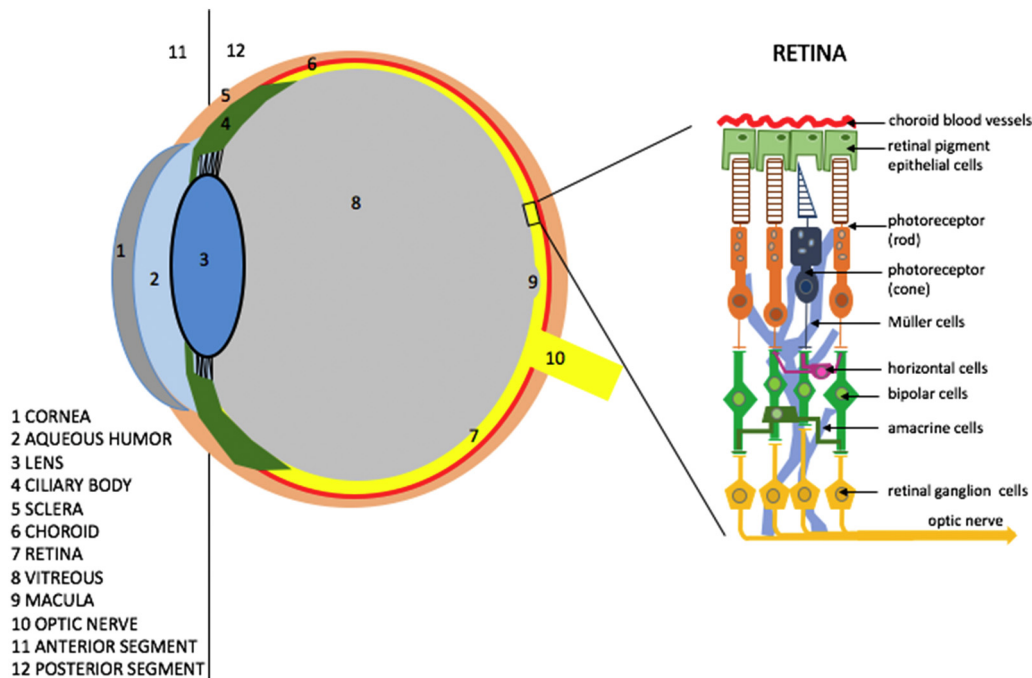 11
12
6
5
4
8
1
2
3
9
10
7
1 CORNEA
2 AQUEOUS HUMOR
3 LENS
4 CILIARY BODY
5 SCLERA
6 CHOROID
7 RETINA
8 VITREOUS
9 MACULA
10 OPTIC NERVE
11 ANTERIOR SEGMENT
12 POSTERIOR SEGMENT
RETINA
choroid blood vessels
retinal pigment
epithelial cells
photoreceptor
(rod)
photoreceptor
(cone)
Müller cells
horizontal cells
bipolar cells
amacrine cells
retinal ganglion cells
optic nerve